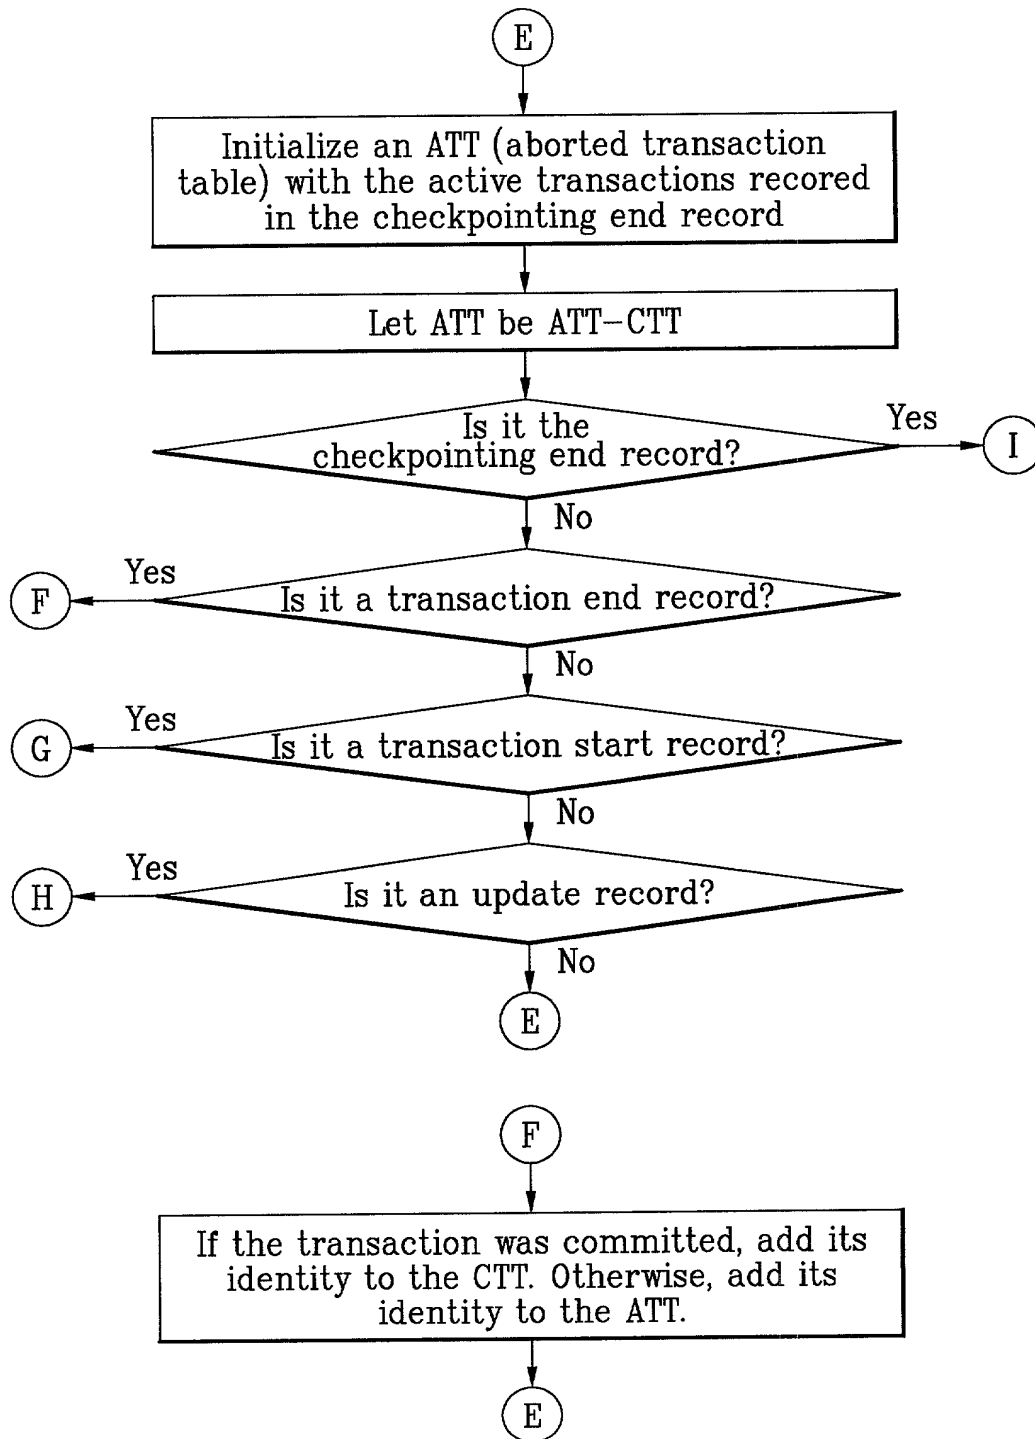 E
Initialize an ATT (aborted transaction
table) with the active transactions recored
in the checkpointing end record
Let ATT be ATT-CTT
Is it the
checkpointing end record?
Yes
I
No
Yes
F
Is it a transaction end record?
No
Yes
G
Is it a transaction start record?
No
Yes
H
Is it an update record?
No
E
F
If the transaction was committed, add its
identity to the CTT. Otherwise, add its
identity to the ATT.
E